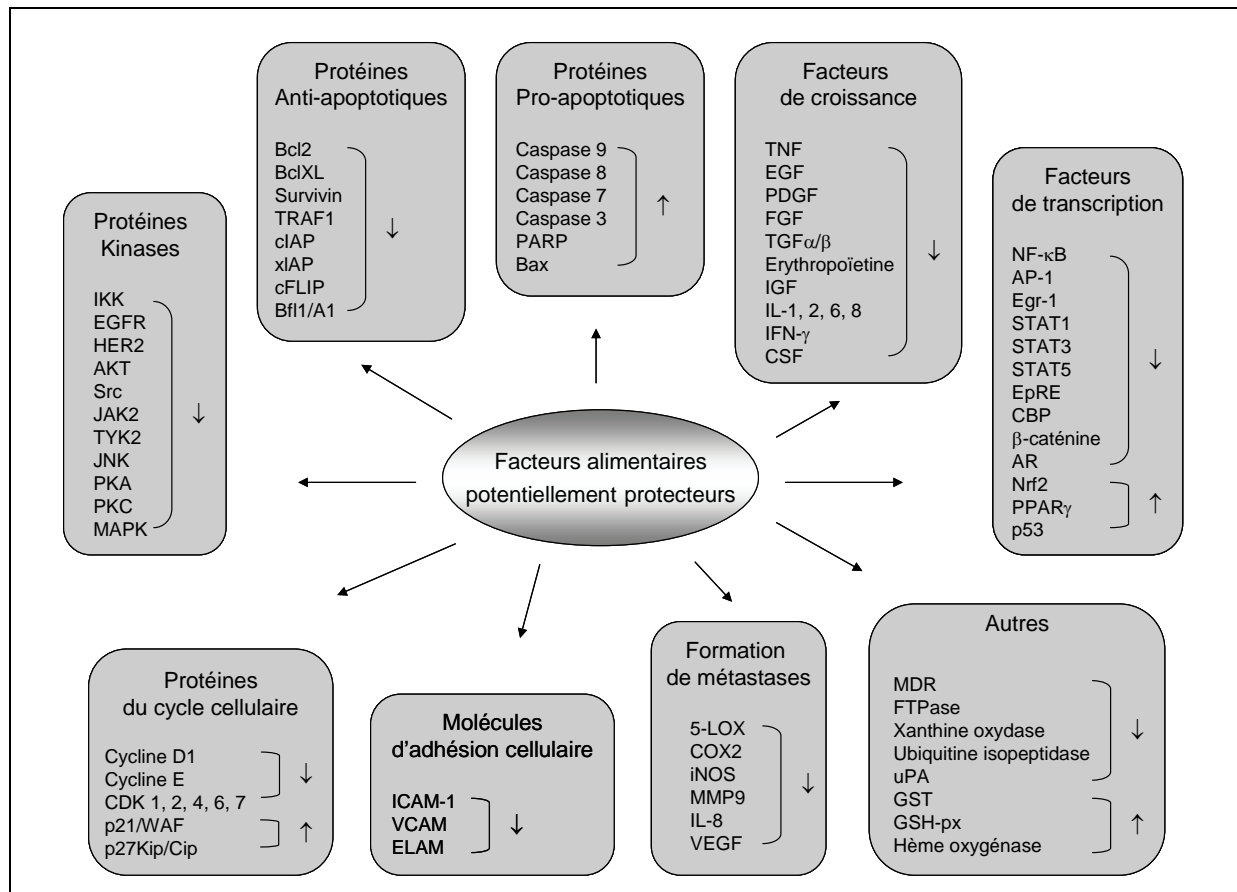 Protéines
Anti-apoptotiques
Bcl2
BclXL
Survivin
TRAF1
cIAP
xIAP
cFLIP
Bfl1/A1
↓
Protéines
Pro-apoptotiques
Caspase 9
Caspase 8
Caspase 7
Caspase 3
PARP
Bax
↑
Facteurs
de croissance
TNF
EGF
PDGF
FGF
TGFα/β
Erythropoïetine
IGF
IL-1, 2, 6, 8
IFN-γ
CSF
↓
Facteurs
de transcription
NF-κB
AP-1
Egr-1
STAT1
STAT3
STAT5
EpRE
CBP
β-caténine
AR
↓
Nrf2
PPARγ
p53
↑
Protéines
Kinases
IKK
EGFR
HER2
AKT
Src
JAK2
TYK2
JNK
PKA
PKC
MAPK
↓
Facteurs alimentaires
potentiellement protecteurs
Protéines
du cycle cellulaire
Cycline D1
Cycline E
CDK 1, 2, 4, 6, 7
↓
p21/WAF
p27Kip/Cip
↑
Molécules
d'adhésion cellulaire
ICAM-1
VCAM
ELAM
↓
Formation
de métastases
5-LOX
COX2
iNOS
MMP9
IL-8
VEGF
↓
Autres
MDR
FTPase
Xanthine oxydase
Ubiquitine isopeptidase
uPA
↓
GST
GSH-px
Hème oxygénase
↑